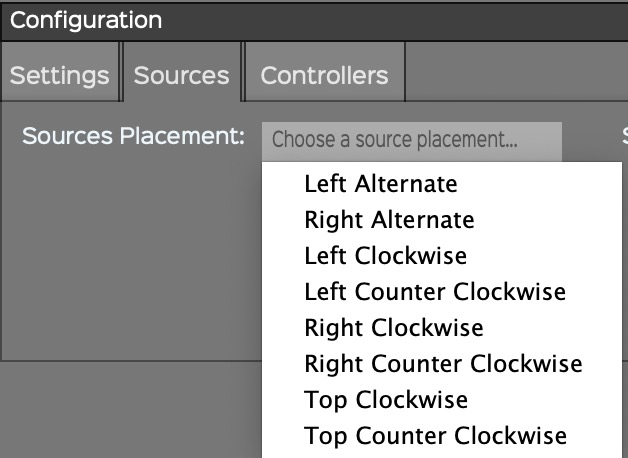 Configuration
Settings Sources Controllers
Sources Placement: Choose a source placement...
Left Alternate
Right Alternate
Left Clockwise
Left Counter Clockwise
Right Clockwise
Right Counter Clockwise
Top Clockwise
Top Counter Clockwise